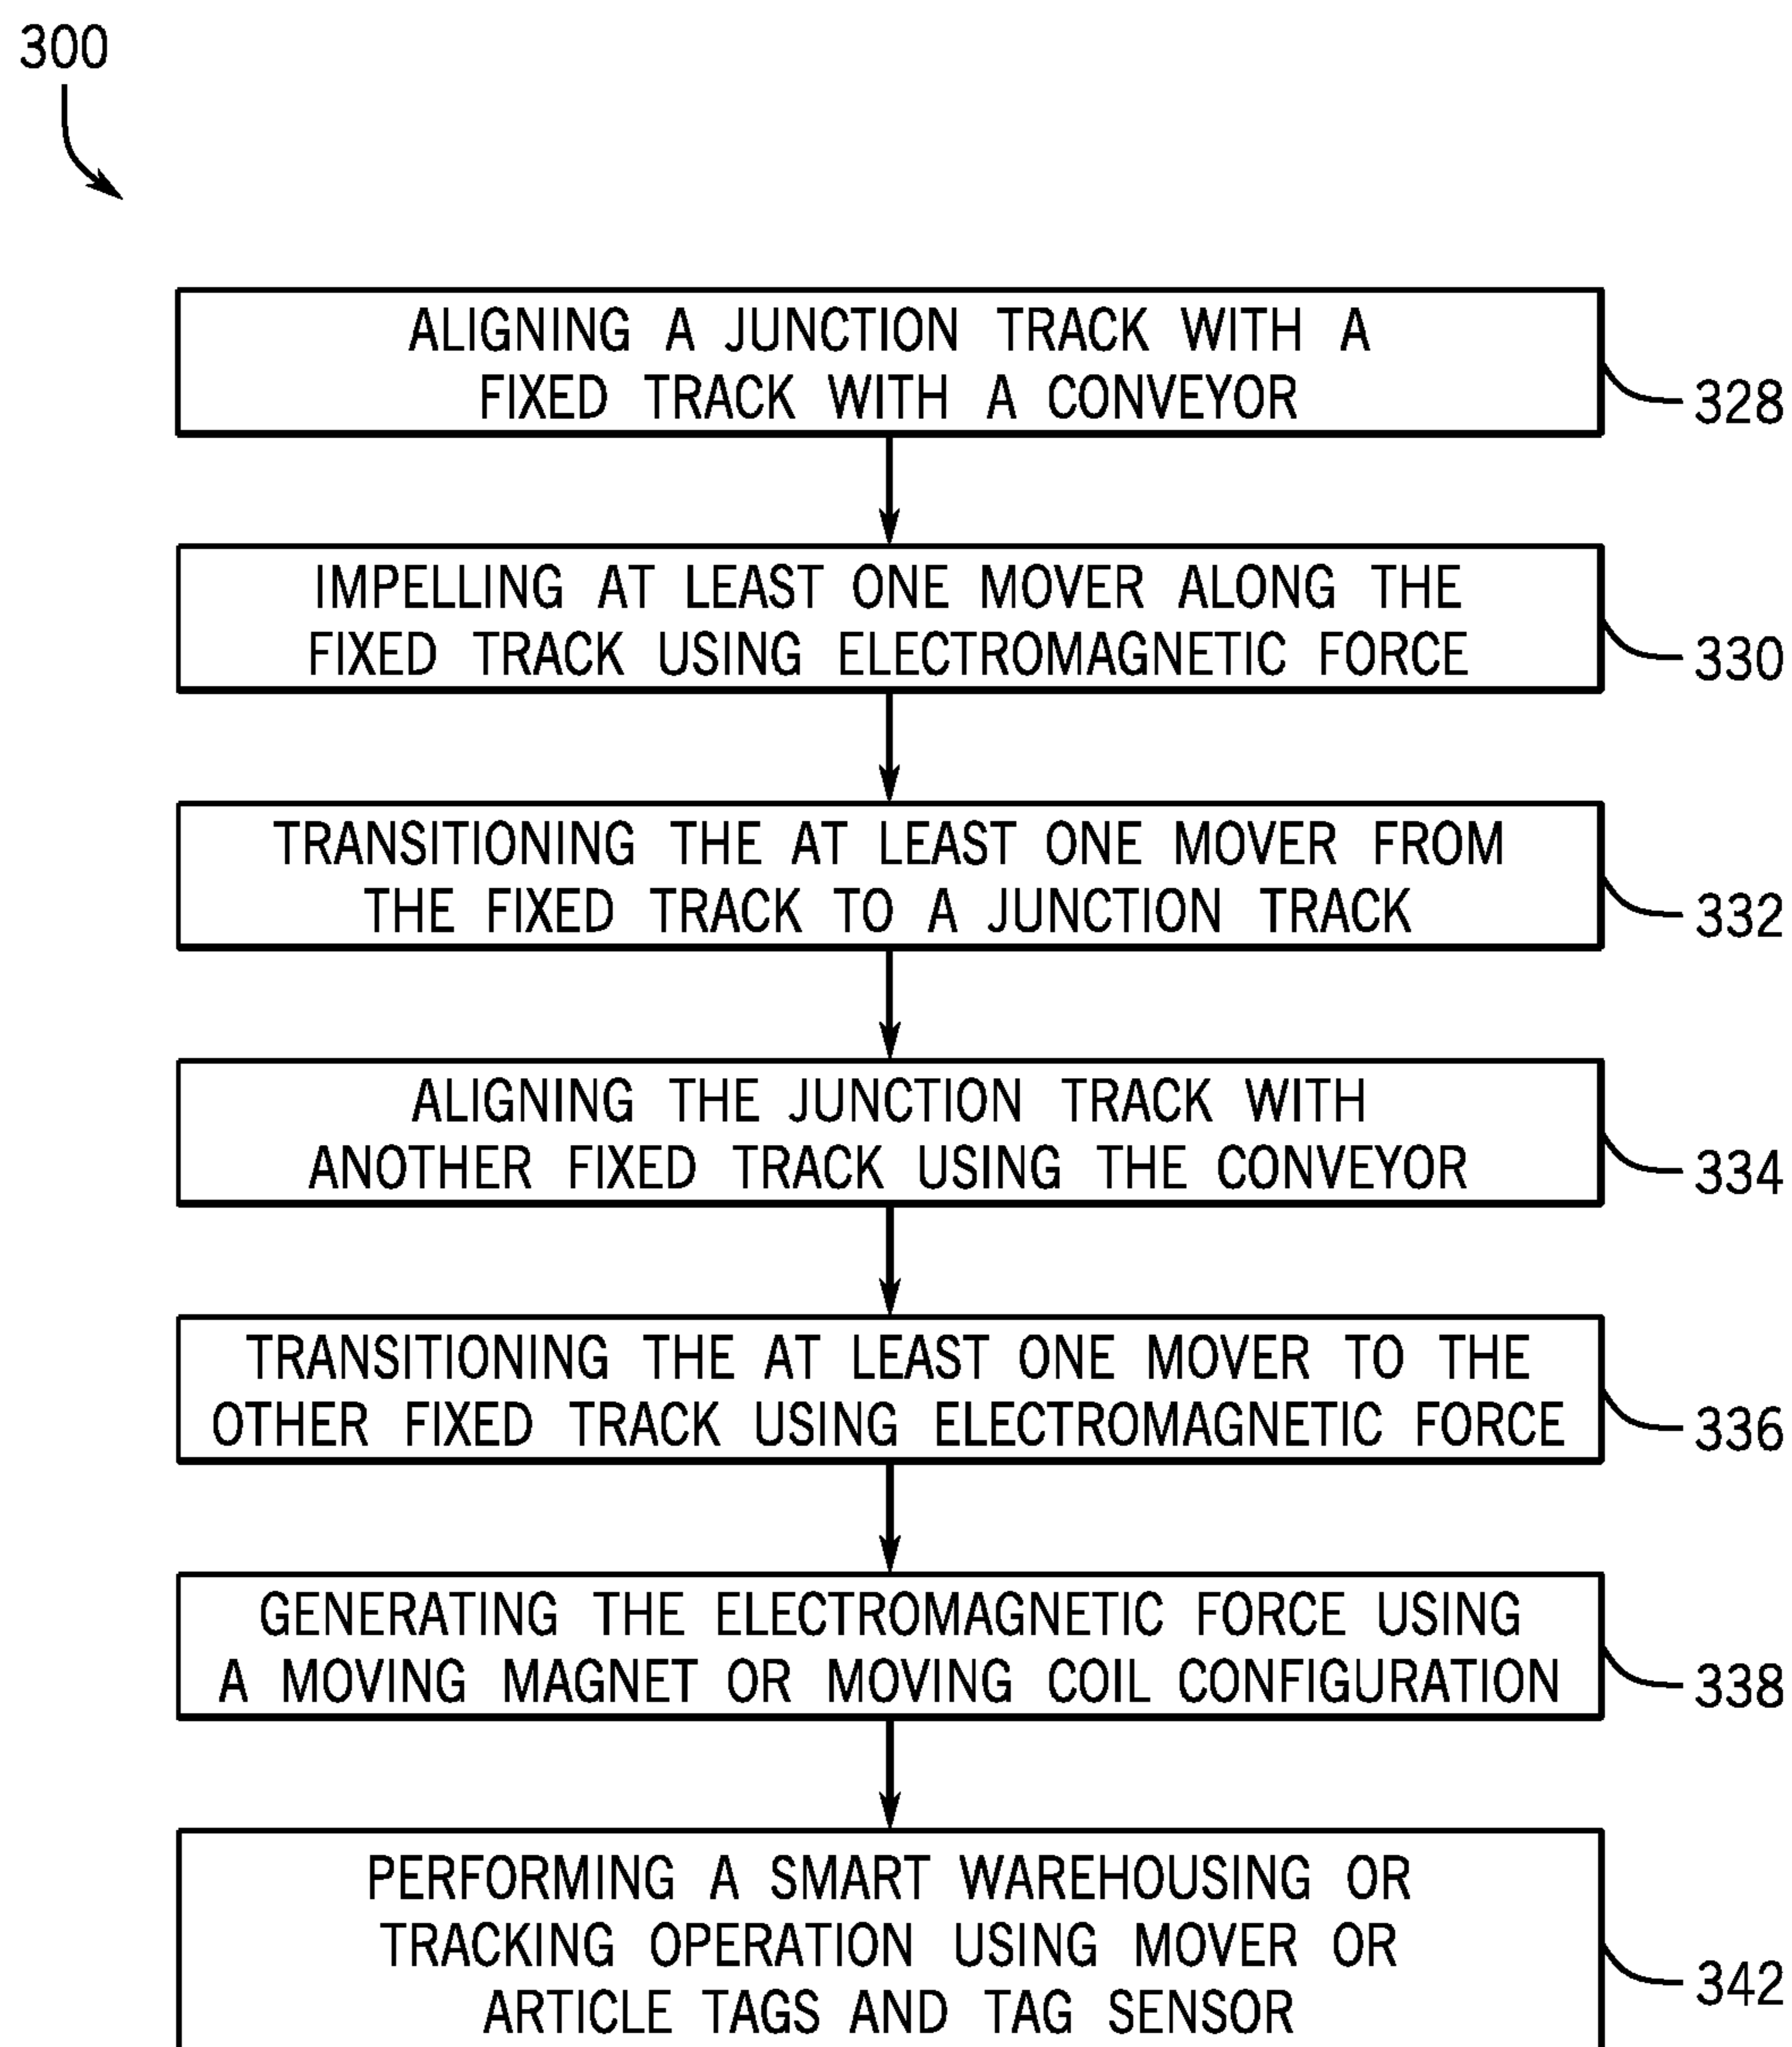 300
ALIGNING A JUNCTION TRACK WITH A
FIXED TRACK WITH A CONVEYOR
328
IMPELLING AT LEAST ONE MOVER ALONG THE
FIXED TRACK USING ELECTROMAGNETIC FORCE
330
TRANSITIONING THE AT LEAST ONE MOVER FROM
THE FIXED TRACK TO A JUNCTION TRACK
332
ALIGNING THE JUNCTION TRACK WITH
ANOTHER FIXED TRACK USING THE CONVEYOR
334
TRANSITIONING THE AT LEAST ONE MOVER TO THE
OTHER FIXED TRACK USING ELECTROMAGNETIC FORCE
336
GENERATING THE ELECTROMAGNETIC FORCE USING
A MOVING MAGNET OR MOVING COIL CONFIGURATION
338
PERFORMING A SMART WAREHOUSING OR
TRACKING OPERATION USING MOVER OR
ARTICLE TAGS AND TAG SENSOR
342